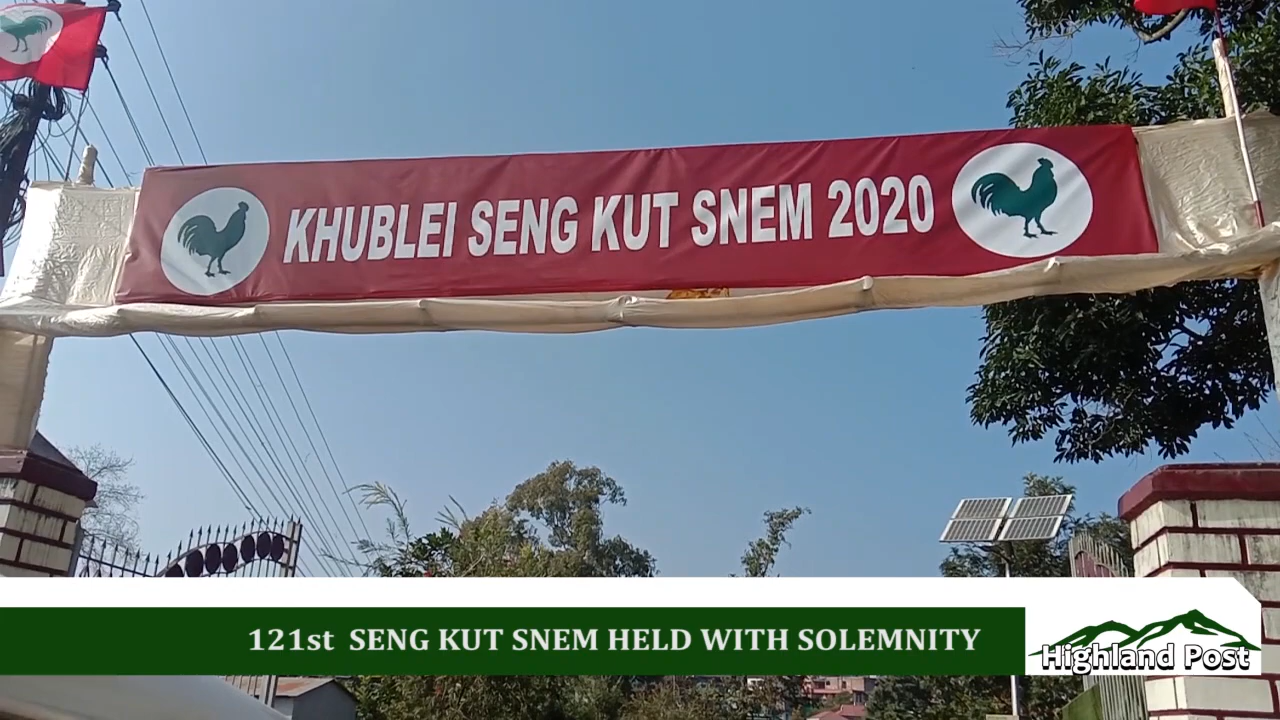 KHUBLEI SENG KUT SNEM 2020
121st SENG KUT SNEM HELD WITH SOLEMNITY
Highland Post